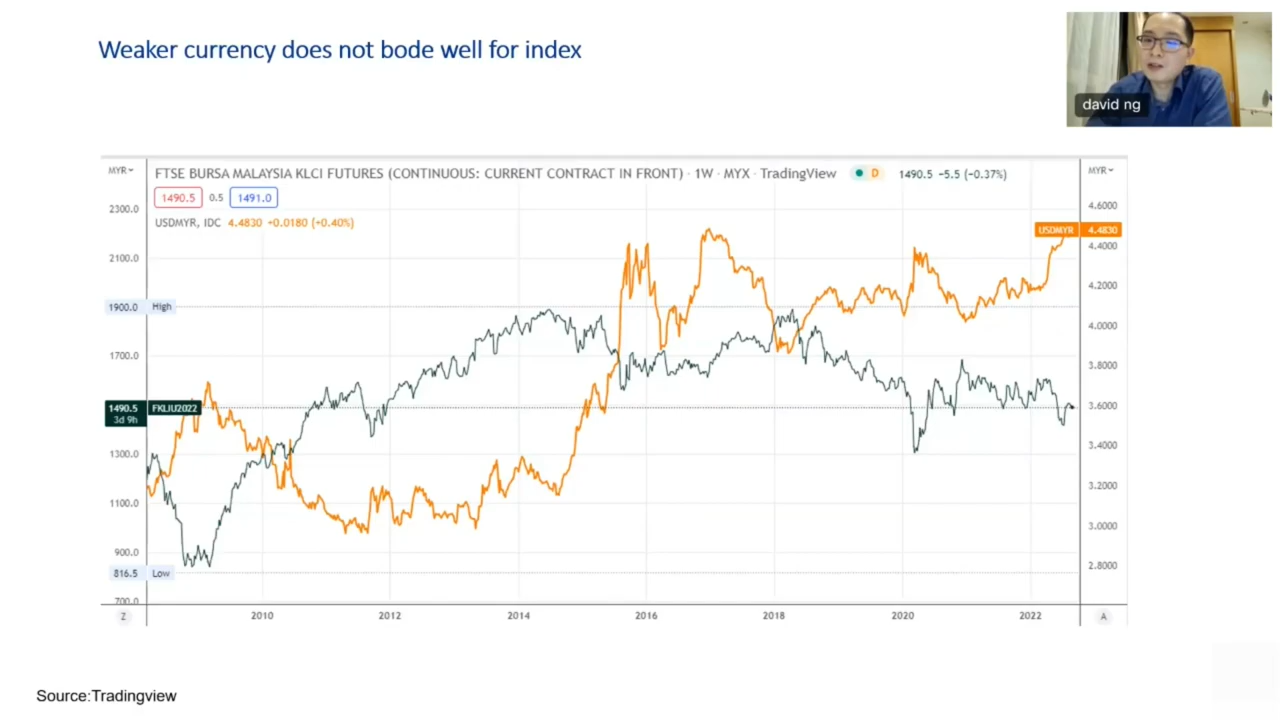 Weaker currency does not bode well for index
david ng
MYR
FTSE BURSA MALAYSIA KLCI FUTURES (CONTINUOUS: CURRENT CONTRACT IN FRONT) · 1W · MYX · TradingView
D
1490.5 -5.5 (-0.37%)
MYR
1490.5 0.5 1491.0
USDMYR, IDC 4.4830 +0.0180 (+0.40%)
2300.0
2100.0
1900.0 High
1700.0
1490.5 FKLIU2022
3d 9h
1300.0
1100.0
900.0
816.5 Low
700.0
4.6000
USDMYR 4.4830
4.4000
4.2000
4.0000
3.8000
3.6000
3.4000
3.2000
3.0000
2.8000
Z 2010 2012 2014 2016 2018 2020 2022 A
Source:Tradingview